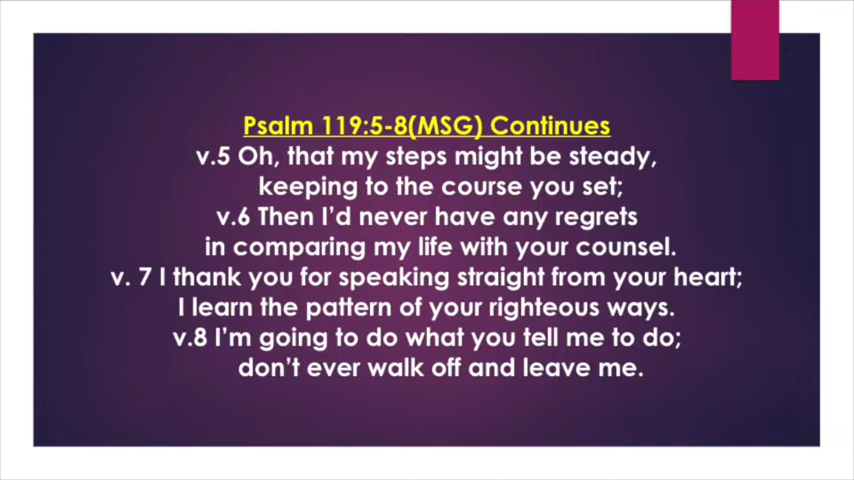 Psalm 119:5-8(MSG) Continues
v.5 Oh, that my steps might be steady,
keeping to the course you set;
v.6 Then I’d never have any regrets
in comparing my life with your counsel.
v. 7 I thank you for speaking straight from your heart;
I learn the pattern of your righteous ways.
v.8 I’m going to do what you tell me to do;
don’t ever walk off and leave me.